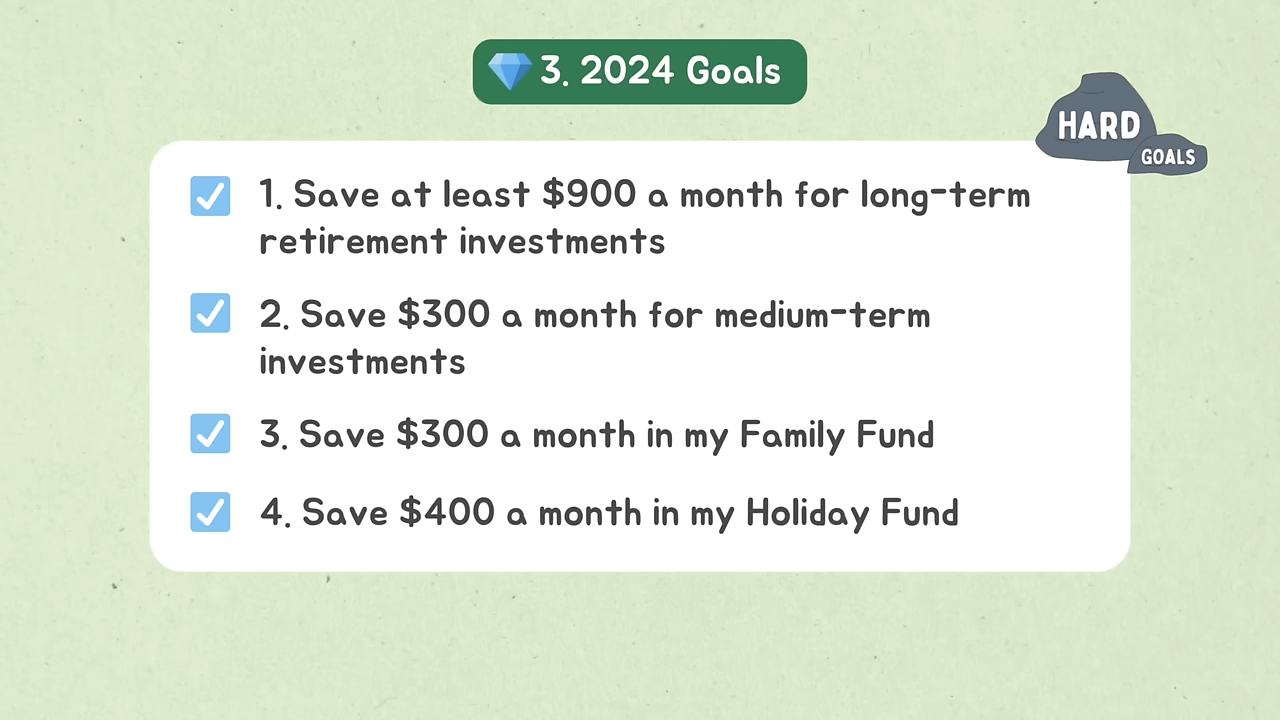 3. 2024 Goals
HARD
GOALS
1. Save at least $900 a month for long-term
retirement investments
2. Save $300 a month for medium-term
investments
3. Save $300 a month in my Family Fund
4. Save $400 a month in my Holiday Fund